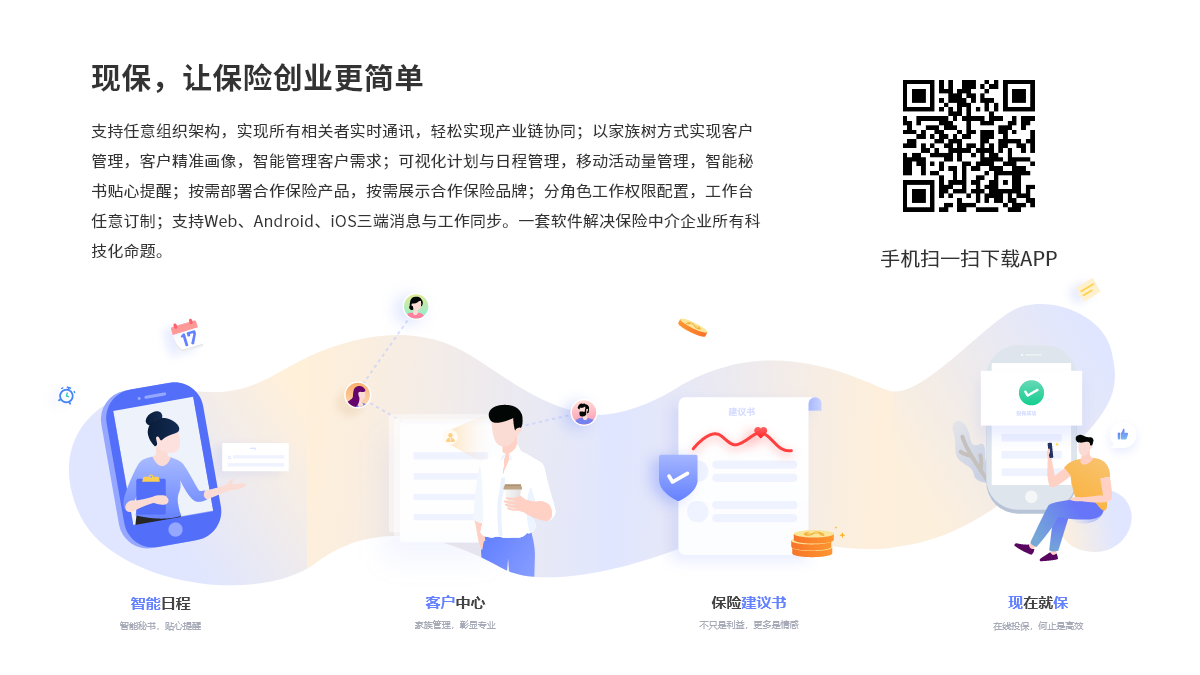 现保，让保险创业更简单
支持任意组织架构，实现所有相关者实时通讯，轻松实现产业链协同；以家族树方式实现客户
管理，客户精准画像，智能管理客户需求；可视化计划与日程管理，移动活动量管理，智能秘
书贴心提醒；按需部署合作保险产品，按需展示合作保险品牌；分角色工作权限配置，工作台
任意订制；支持Web、Android、iOS三端消息与工作同步。一套软件解决保险中介企业所有科
技化命题。
手机扫一扫下载APP
17
建议书
智能日程
智能秘书，贴心提醒
客户中心
家族管理，彰显专业
保险建议书
不只是利益，更多是情感
现在就保
在线投保，何止是高效